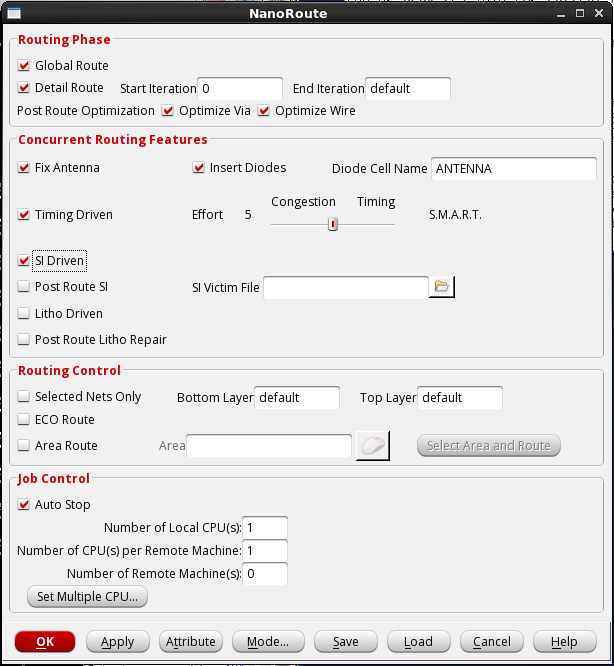 NanoRoute
Routing Phase
Global Route
Detail Route Start Iteration 0 End Iteration default
Post Route Optimization Optimize Via Optimize Wire
Concurrent Routing Features
Fix Antenna Insert Diodes Diode Cell Name ANTENNA
Congestion Timing
Timing Driven Effort 5 S.M.A.R.T.
SI Driven
Post Route SI SI Victim File
Litho Driven
Post Route Litho Repair
Routing Control
Selected Nets Only Bottom Layer default Top Layer default
ECO Route
Area Route Area Select Area and Route
Job Control
Auto Stop
Number of Local CPU(s): 1
Number of CPU(s) per Remote Machine: 1
Number of Remote Machine(s): 0
Set Multiple CPU...
OK Apply Attribute Mode... Save Load Cancel Help